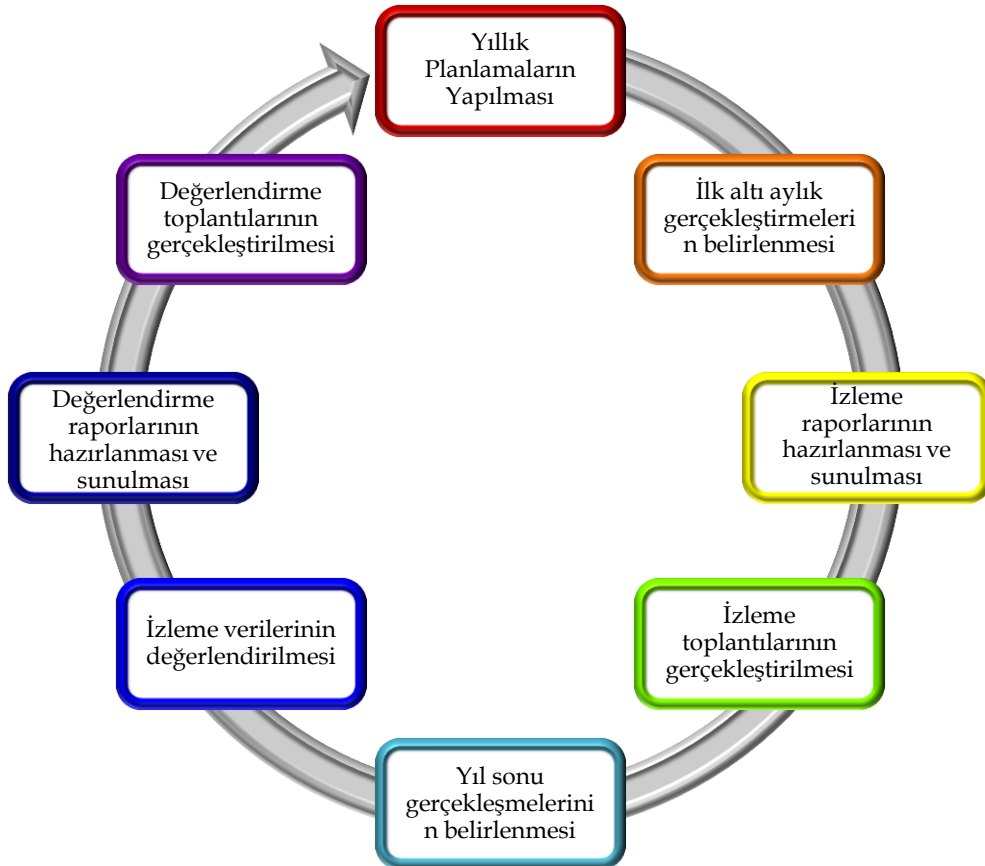 Yıllık
Planlamaların
Yapılması
İlk altı aylık
gerçekleştirmeleri
n belirlenmesi
İzleme
raporlarının
hazırlanması ve
sunulması
İzleme
toplantılarının
gerçekleştirilmesi
Yıl sonu
gerçekleşmelerini
n belirlenmesi
İzleme verilerinin
değerlendirilmesi
Değerlendirme
raporlarının
hazırlanması ve
sunulması
Değerlendirme
toplantılarının
gerçekleştirilmesi